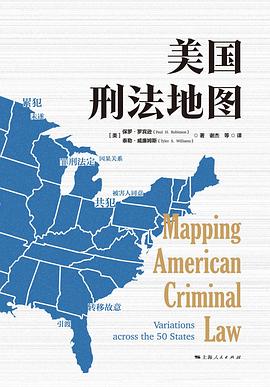 美国
刑法地图
[美] 保罗·罗宾逊(Paul H. Robinson)
泰勒·威廉姆斯(Tyler S. Williams) 著 谢杰 等 译
累犯
未遂
罪刑法定
因果关系
被害人同意
共犯
Mapping
American
Criminal
Law
转移故意
Variations
across the 50 States
引渡
上海人民出版社